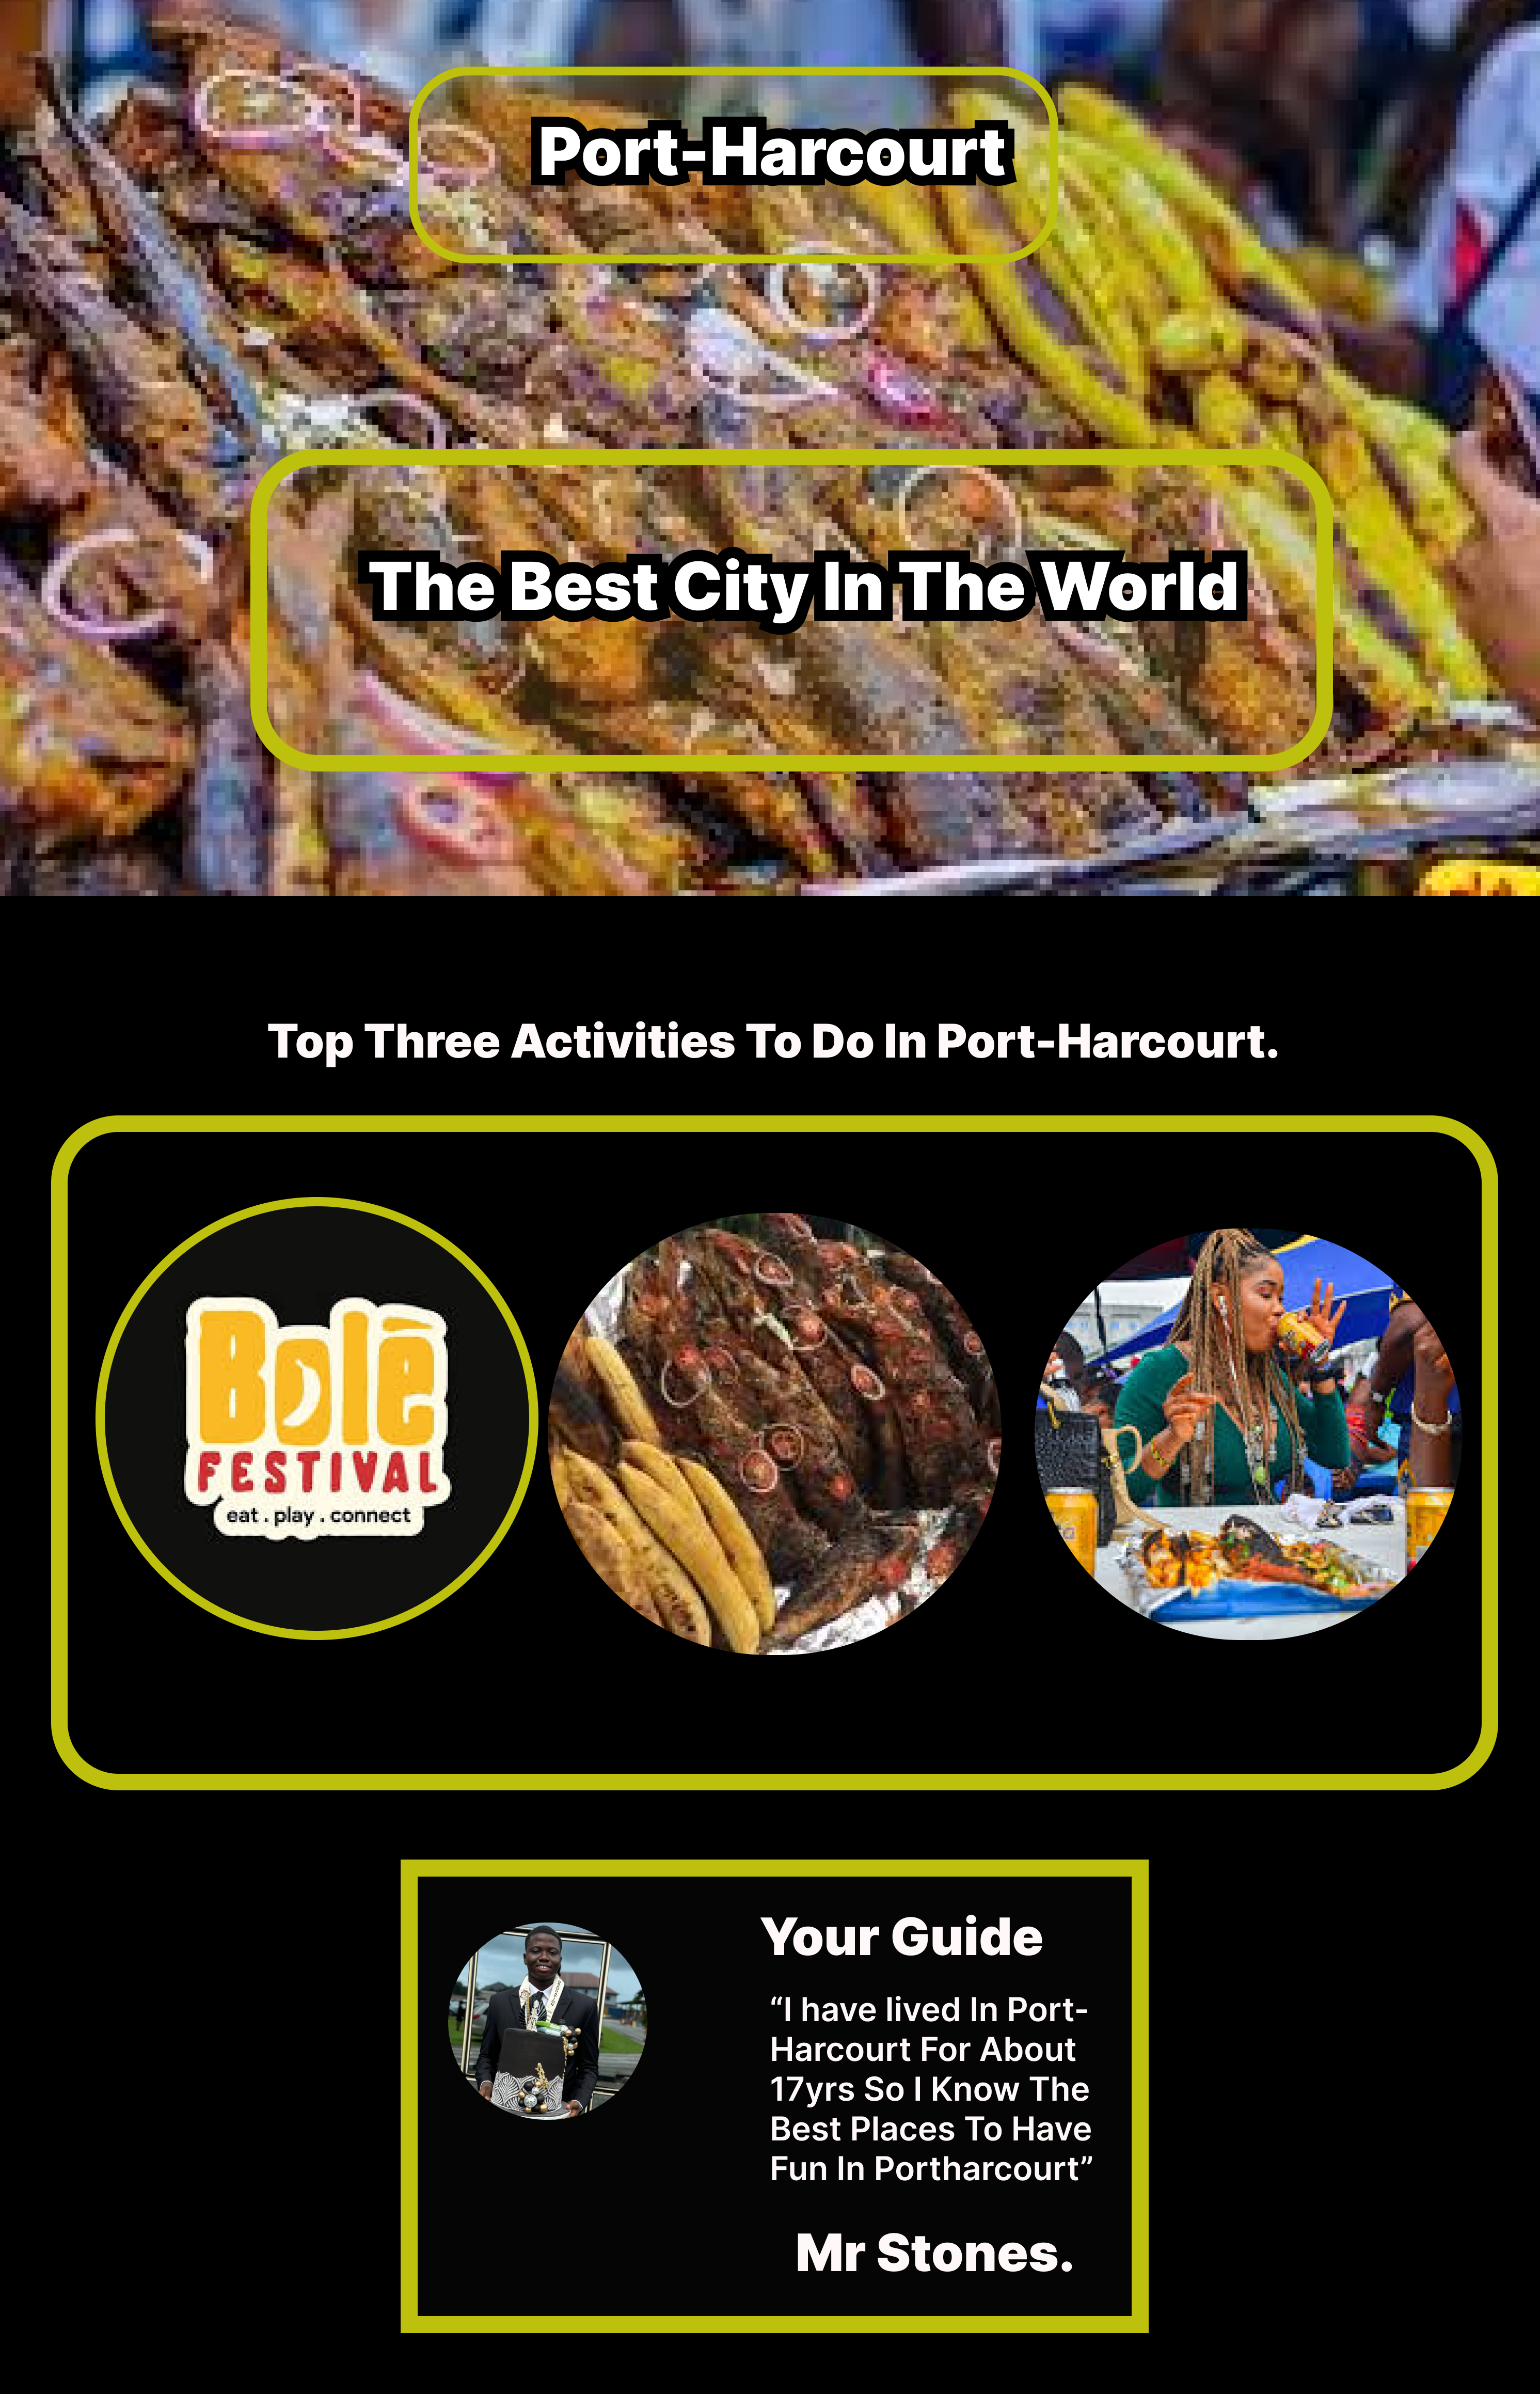 Port-Harcourt
The Best City In The World
Top Three Activities To Do In Port-Harcourt.
Bolē
FESTIVAL
eat . play . connect
Your Guide
“I have lived In Port-
Harcourt For About
17yrs So I Know The
Best Places To Have
Fun In Portharcourt”
Mr Stones.